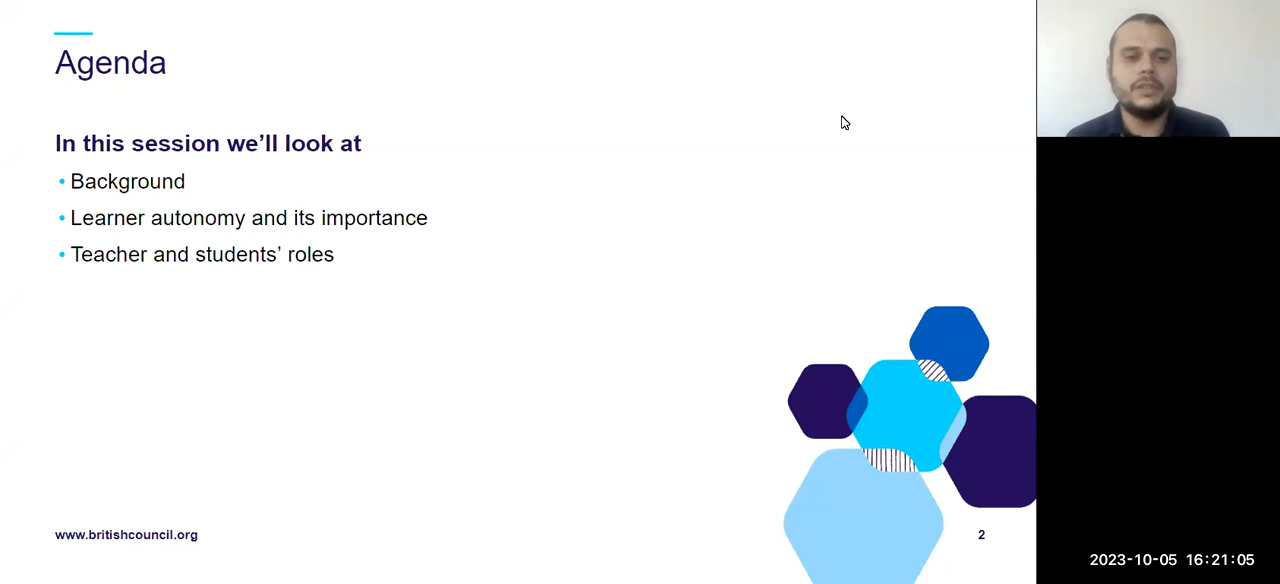 Agenda
In this session we’ll look at
• Background
• Learner autonomy and its importance
• Teacher and students’ roles
www.britishcouncil.org
2
2023-10-05 16:21:05